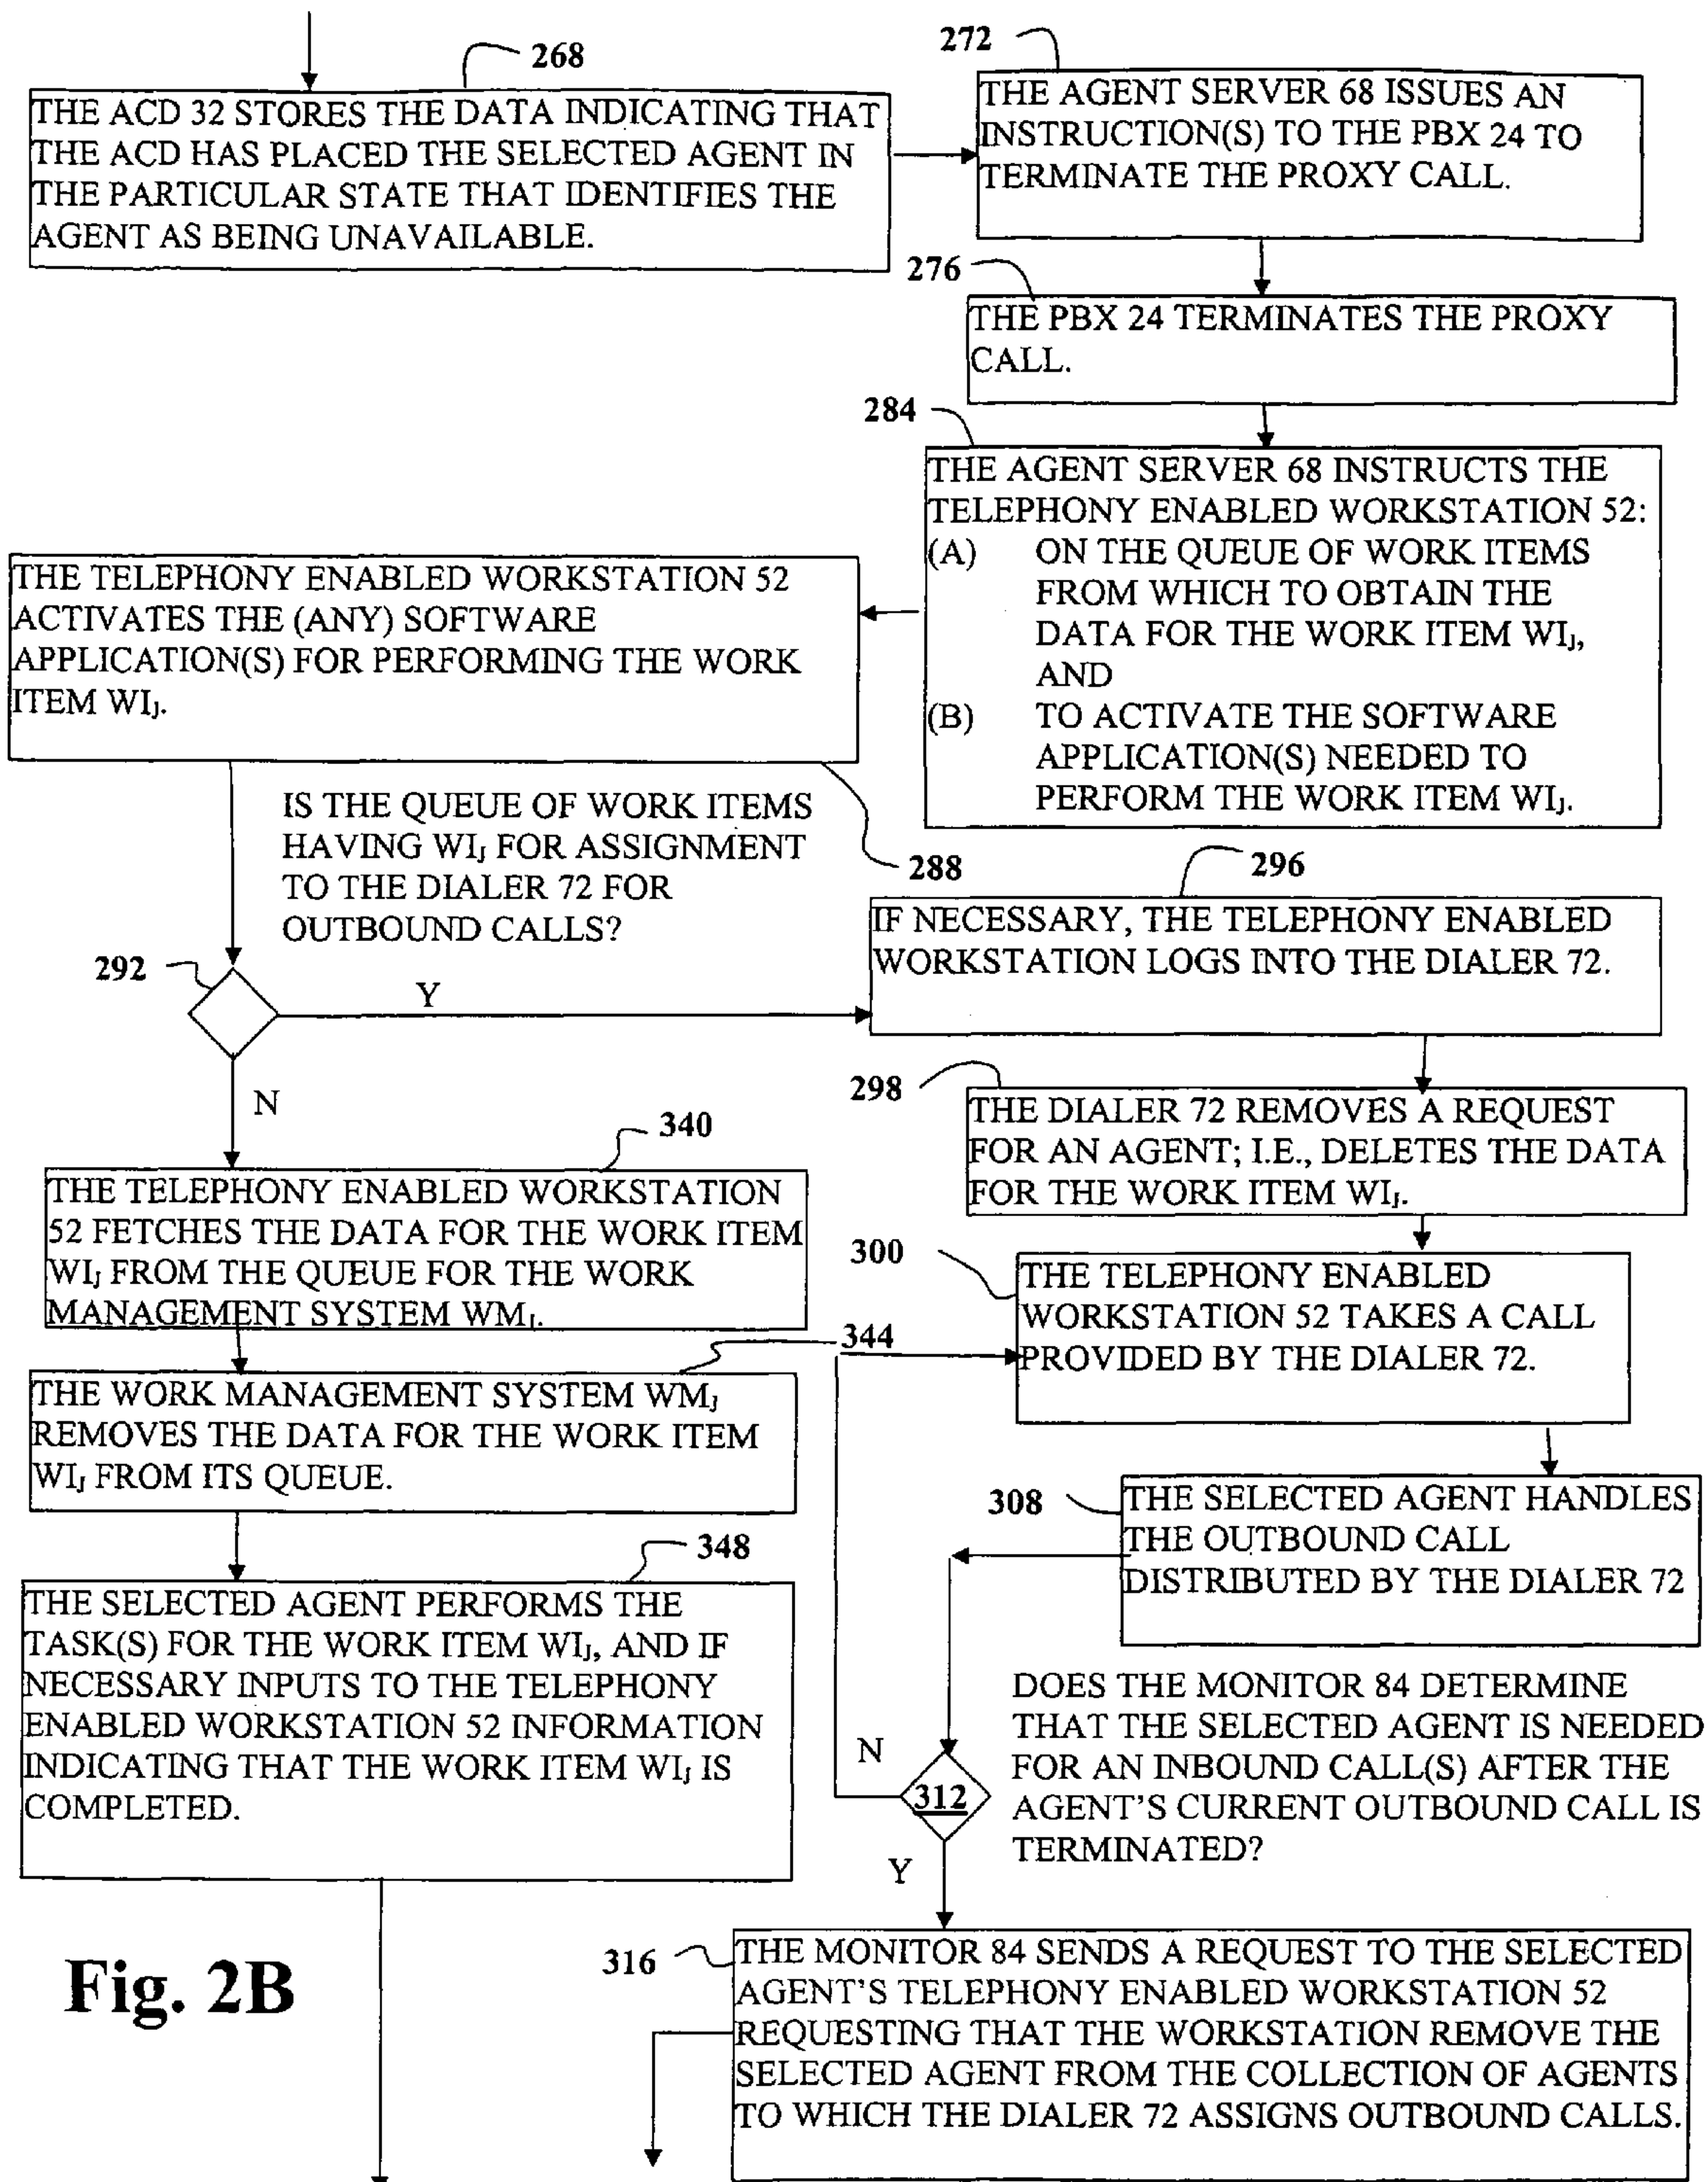 268
THE ACD 32 STORES THE DATA INDICATING THAT
THE ACD HAS PLACED THE SELECTED AGENT IN
THE PARTICULAR STATE THAT IDENTIFIES THE
AGENT AS BEING UNAVAILABLE.
272
THE AGENT SERVER 68 ISSUES AN
INSTRUCTION(S) TO THE PBX 24 TO
TERMINATE THE PROXY CALL.
276
THE PBX 24 TERMINATES THE PROXY
CALL.
284
THE AGENT SERVER 68 INSTRUCTS THE
TELEPHONY ENABLED WORKSTATION 52:
(A) ON THE QUEUE OF WORK ITEMS
FROM WHICH TO OBTAIN THE
DATA FOR THE WORK ITEM WIJ,
AND
(B) TO ACTIVATE THE SOFTWARE
APPLICATION(S) NEEDED TO
PERFORM THE WORK ITEM WIJ.
THE TELEPHONY ENABLED WORKSTATION 52
ACTIVATES THE (ANY) SOFTWARE
APPLICATION(S) FOR PERFORMING THE WORK
ITEM WIJ.
288
IS THE QUEUE OF WORK ITEMS
HAVING WIJ FOR ASSIGNMENT
TO THE DIALER 72 FOR
OUTBOUND CALLS?
292
Y
N
296
IF NECESSARY, THE TELEPHONY ENABLED
WORKSTATION LOGS INTO THE DIALER 72.
298
THE DIALER 72 REMOVES A REQUEST
FOR AN AGENT; I.E., DELETES THE DATA
FOR THE WORK ITEM WIJ.
300
THE TELEPHONY ENABLED
WORKSTATION 52 TAKES A CALL
PROVIDED BY THE DIALER 72.
308
THE SELECTED AGENT HANDLES
THE OUTBOUND CALL
DISTRIBUTED BY THE DIALER 72
340
THE TELEPHONY ENABLED WORKSTATION
52 FETCHES THE DATA FOR THE WORK ITEM
WIJ FROM THE QUEUE FOR THE WORK
MANAGEMENT SYSTEM WMJ.
344
THE WORK MANAGEMENT SYSTEM WMJ
REMOVES THE DATA FOR THE WORK ITEM
WIJ FROM ITS QUEUE.
348
THE SELECTED AGENT PERFORMS THE
TASK(S) FOR THE WORK ITEM WIJ, AND IF
NECESSARY INPUTS TO THE TELEPHONY
ENABLED WORKSTATION 52 INFORMATION
INDICATING THAT THE WORK ITEM WIJ IS
COMPLETED.
DOES THE MONITOR 84 DETERMINE
THAT THE SELECTED AGENT IS NEEDED
FOR AN INBOUND CALL(S) AFTER THE
AGENT'S CURRENT OUTBOUND CALL IS
TERMINATED?
N
312
Y
316
THE MONITOR 84 SENDS A REQUEST TO THE SELECTED
AGENT'S TELEPHONY ENABLED WORKSTATION 52
REQUESTING THAT THE WORKSTATION REMOVE THE
SELECTED AGENT FROM THE COLLECTION OF AGENTS
TO WHICH THE DIALER 72 ASSIGNS OUTBOUND CALLS.
Fig. 2B